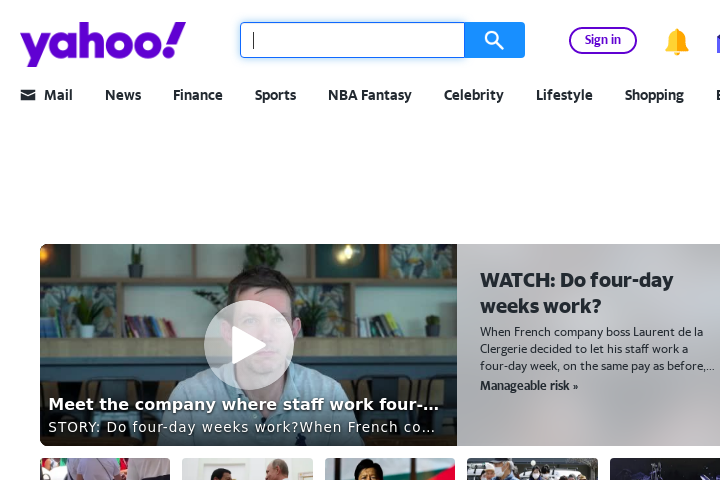 yahoo!
Sign in
Mail
News
Finance
Sports
NBA Fantasy
Celebrity
Lifestyle
Shopping
Meet the company where staff work four-...
STORY: Do four-day weeks work?When French co...
WATCH: Do four-day
weeks work?
When French company boss Laurent de la
Clergerie decided to let his staff work a
four-day week, on the same pay as before,...
Manageable risk »